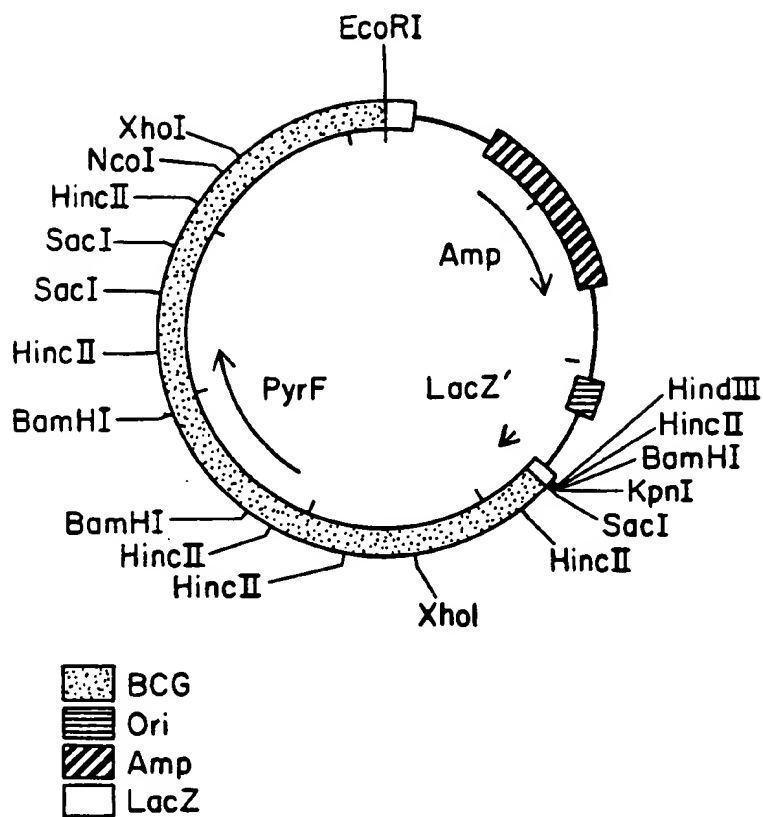 EcoRI
XhoI
NcoI
HincII
SacI
SacI
HincII
BamHI
BamHI
HincII
HincII
XhoI
HincII
SacI
KpnI
BamHI
HincII
HindIII
Amp
PyrF
LacZ'
BCG
Ori
Amp
LacZ